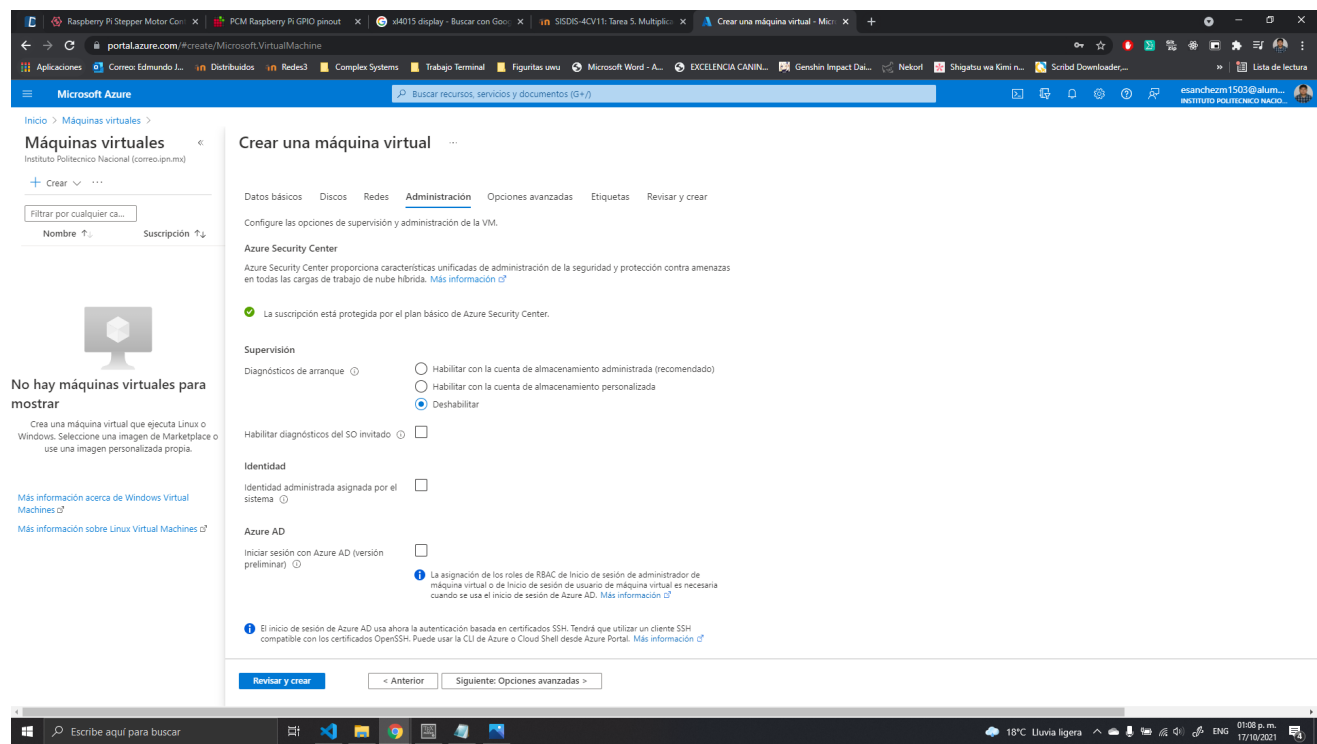 Raspberry Pi Stepper Motor Cont
PCM Raspberry Pi GPIO pinout
xl4015 display - Buscar con Goog
SISDIS-4CV11: Tarea 5. Multiplica
Crear una máquina virtual - Micr
portal.azure.com/#create/Microsoft.VirtualMachine
Aplicaciones
Correo: Edmundo J...
Distribuidos
Redes3
Complex Systems
Trabajo Terminal
Figuritas uwu
Microsoft Word - A...
EXCELENCIA CANIN...
Genshin Impact Dai...
Nekorl
Shigatsu wa Kimi n...
Scribd Downloader,...
»
Lista de lectura
Microsoft Azure
Buscar recursos, servicios y documentos (G+/)
esanchezm1503@alum...
INSTITUTO POLITECNICO NACIO...
Inicio > Máquinas virtuales >
Máquinas virtuales «
Instituto Politecnico Nacional (correo.ipn.mx)
+ Crear ···
Filtrar por cualquier ca...
Nombre ↑↓ Suscripción ↑↓
No hay máquinas virtuales para
mostrar
Crea una máquina virtual que ejecuta Linux o
Windows. Seleccione una imagen de Marketplace o
use una imagen personalizada propia.
Más información acerca de Windows Virtual
Machines
Más información sobre Linux Virtual Machines
Crear una máquina virtual ···
Datos básicos Discos Redes Administración Opciones avanzadas Etiquetas Revisar y crear
Configure las opciones de supervisión y administración de la VM.
Azure Security Center
Azure Security Center proporciona características unificadas de administración de la seguridad y protección contra amenazas
en todas las cargas de trabajo de nube híbrida. Más información
La suscripción está protegida por el plan básico de Azure Security Center.
Supervisión
Diagnósticos de arranque
Habilitar con la cuenta de almacenamiento administrada (recomendado)
Habilitar con la cuenta de almacenamiento personalizada
Deshabilitar
Habilitar diagnósticos del SO invitado
Identidad
Identidad administrada asignada por el
sistema
Azure AD
Iniciar sesión con Azure AD (versión
preliminar)
La asignación de los roles de RBAC de Inicio de sesión de administrador de
máquina virtual o de Inicio de sesión de usuario de máquina virtual es necesaria
cuando se usa el inicio de sesión de Azure AD. Más información
El inicio de sesión de Azure AD usa ahora la autenticación basada en certificados SSH. Tendrá que utilizar un cliente SSH
compatible con los certificados OpenSSH. Puede usar la CLI de Azure o Cloud Shell desde Azure Portal. Más información
Revisar y crear
< Anterior
Siguiente: Opciones avanzadas >
Escribe aquí para buscar
18°C Lluvia ligera
ENG
01:08 p. m.
17/10/2021